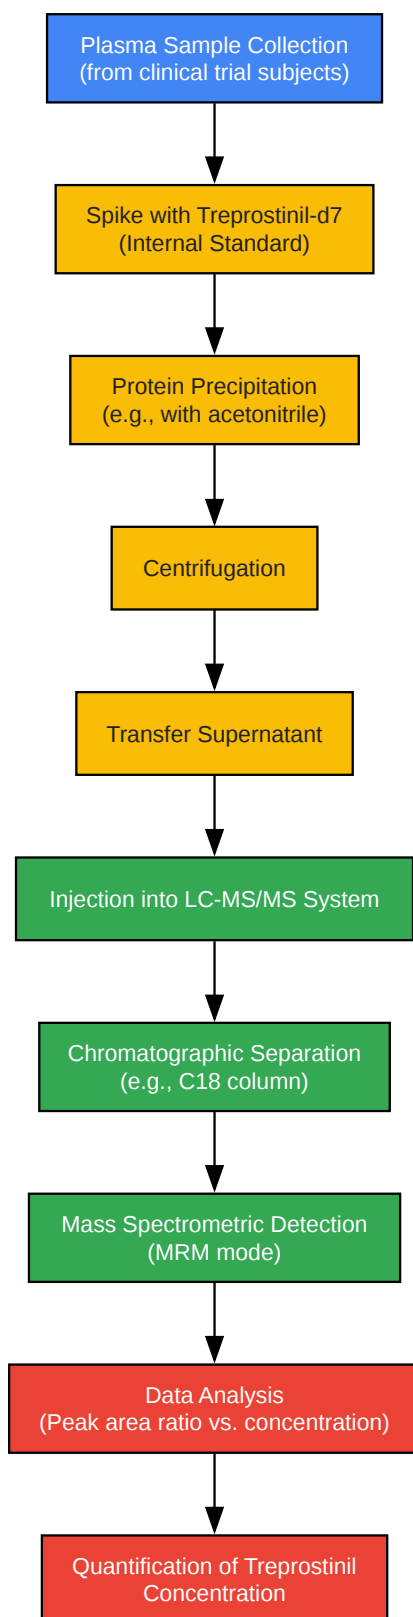 Plasma Sample Collection
(from clinical trial subjects)
Spike with Treprostinil-d7
(Internal Standard)
Protein Precipitation
(e.g., with acetonitrile)
Centrifugation
Transfer Supernatant
Injection into LC-MS/MS System
Chromatographic Separation
(e.g., C18 column)
Mass Spectrometric Detection
(MRM mode)
Data Analysis
(Peak area ratio vs. concentration)
Quantification of Treprostinil
Concentration